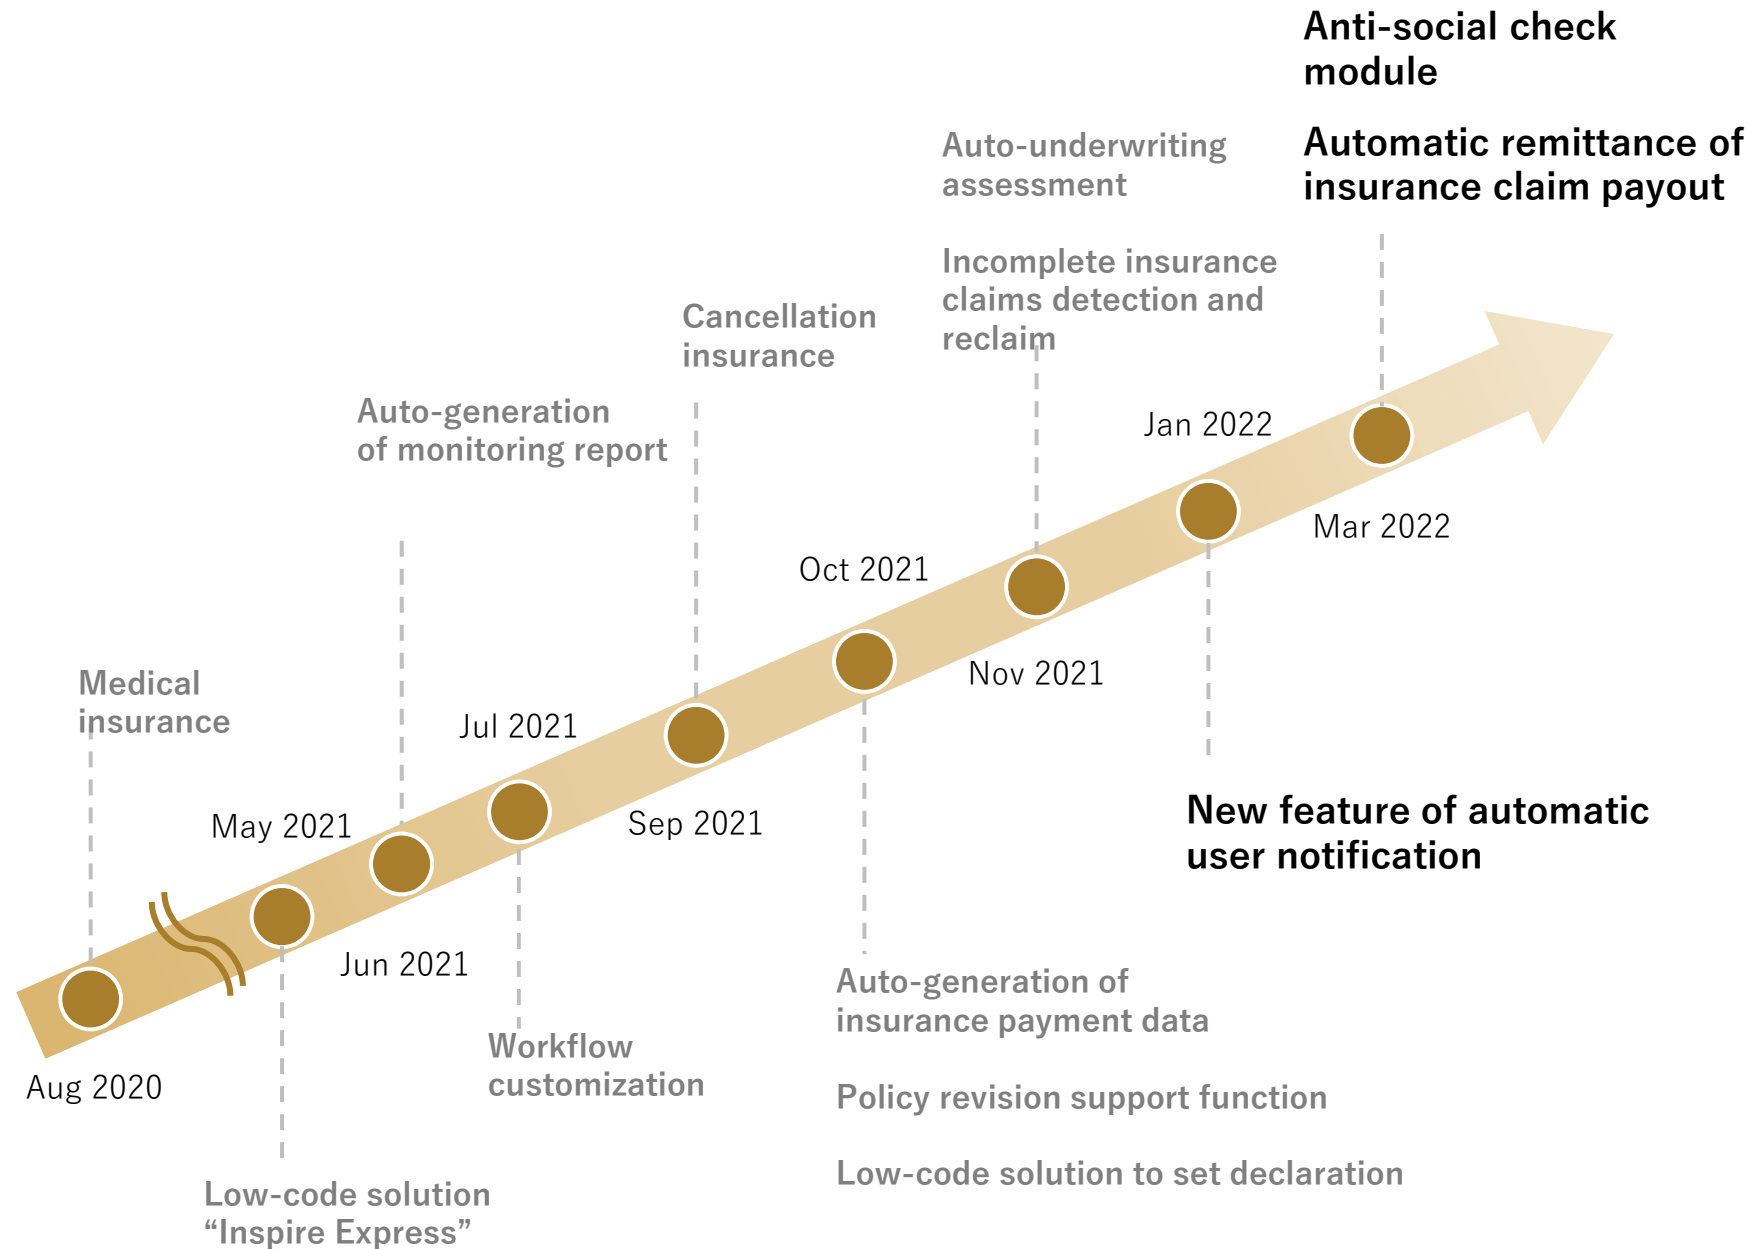 Anti-social check
module
Automatic remittance of
insurance claim payout
Auto-underwriting
assessment
Incomplete insurance
claims detection and
reclaim
Cancellation
insurance
Auto-generation
of monitoring report
Medical
insurance
Jan 2022
Mar 2022
Oct 2021
Nov 2021
Jul 2021
Sep 2021
May 2021
Jun 2021
Aug 2020
New feature of automatic
user notification
Auto-generation of
insurance payment data
Policy revision support function
Low-code solution to set declaration
Workflow
customization
Low-code solution
“Inspire Express”